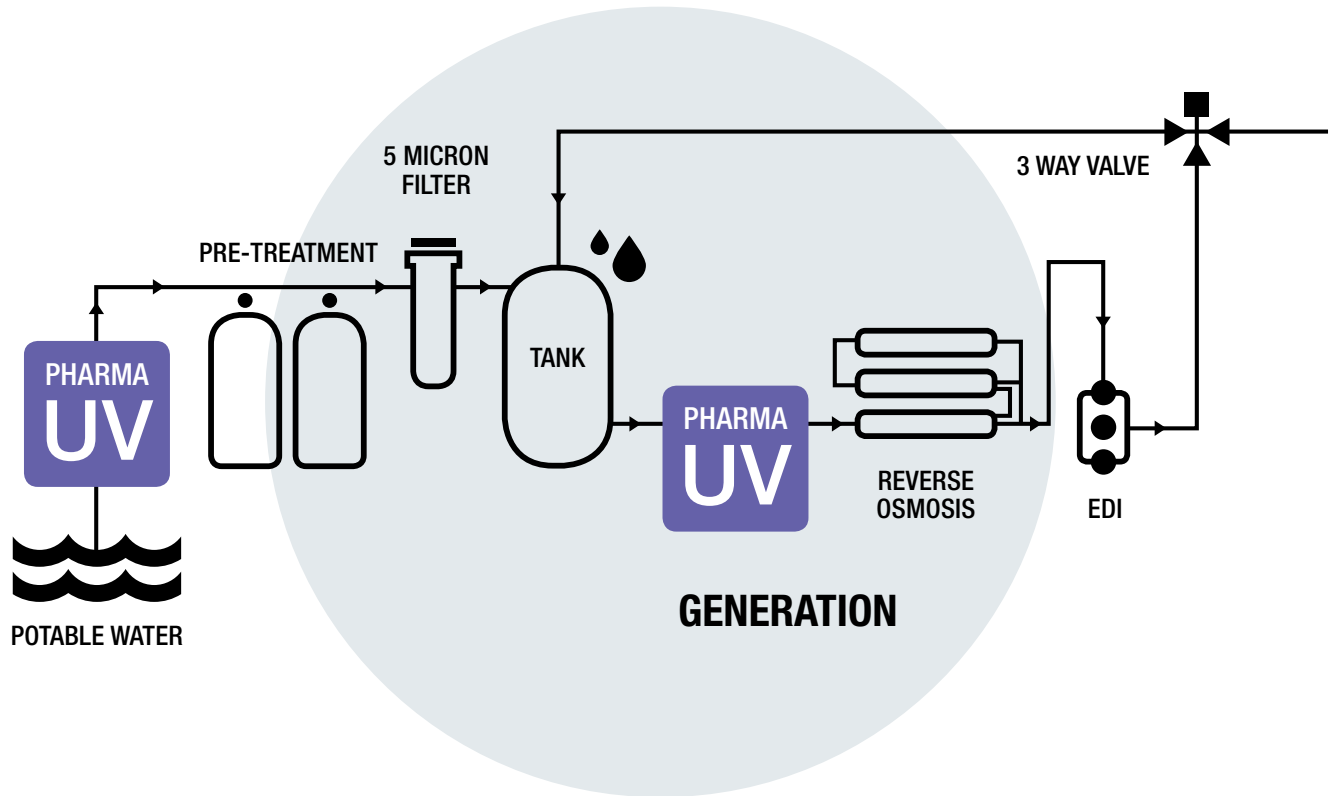 5 MICRON
FILTER
3 WAY VALVE
PRE-TREATMENT
PHARMA
UV
TANK
PHARMA
UV
REVERSE
OSMOSIS
EDI
GENERATION
POTABLE WATER